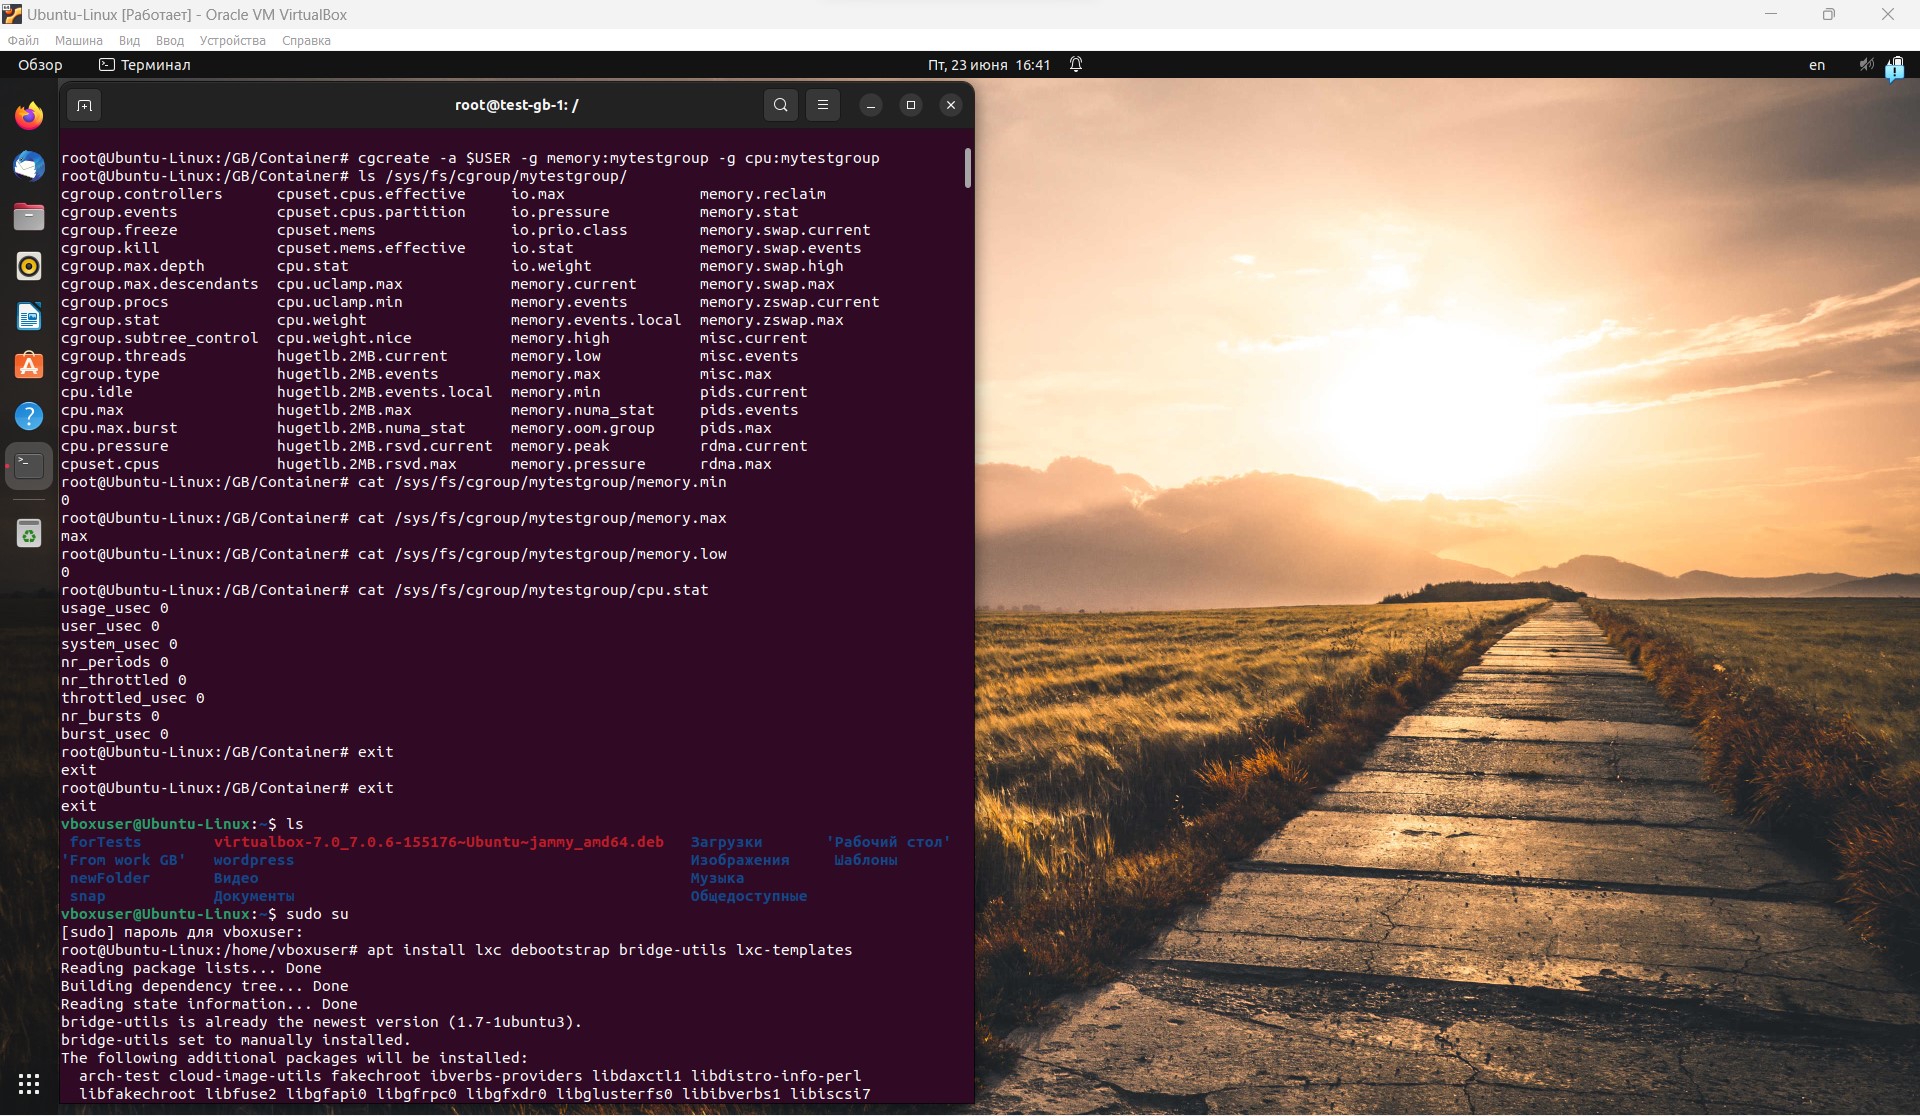 Ubuntu-Linux [Работает] - Oracle VM VirtualBox
Файл Машина Вид Ввод Устройства Справка
Обзор Терминал Пт, 23 июня 16:41 en
root@test-gb-1: /
root@Ubuntu-Linux:/GB/Container# cgcreate -a $USER -g memory:mytestgroup -g cpu:mytestgroup
root@Ubuntu-Linux:/GB/Container# ls /sys/fs/cgroup/mytestgroup/
cgroup.controllers cpuset.cpus.effective io.max memory.reclaim
cgroup.events cpuset.cpus.partition io.pressure memory.stat
cgroup.freeze cpuset.mems io.prio.class memory.swap.current
cgroup.kill cpuset.mems.effective io.stat memory.swap.events
cgroup.max.depth cpu.stat io.weight memory.swap.high
cgroup.max.descendants cpu.uclamp.max memory.current memory.swap.max
cgroup.procs cpu.uclamp.min memory.events memory.zswap.current
cgroup.stat cpu.weight memory.events.local memory.zswap.max
cgroup.subtree_control cpu.weight.nice memory.high misc.current
cgroup.threads hugetlb.2MB.current memory.low misc.events
cgroup.type hugetlb.2MB.events memory.max misc.max
cpu.idle hugetlb.2MB.events.local memory.min pids.current
cpu.max hugetlb.2MB.max memory.numa_stat pids.events
cpu.max.burst hugetlb.2MB.numa_stat memory.oom.group pids.max
cpu.pressure hugetlb.2MB.rsvd.current memory.peak rdma.current
cpuset.cpus hugetlb.2MB.rsvd.max memory.pressure rdma.max
root@Ubuntu-Linux:/GB/Container# cat /sys/fs/cgroup/mytestgroup/memory.min
0
root@Ubuntu-Linux:/GB/Container# cat /sys/fs/cgroup/mytestgroup/memory.max
max
root@Ubuntu-Linux:/GB/Container# cat /sys/fs/cgroup/mytestgroup/memory.low
0
root@Ubuntu-Linux:/GB/Container# cat /sys/fs/cgroup/mytestgroup/cpu.stat
usage_usec 0
user_usec 0
system_usec 0
nr_periods 0
nr_throttled 0
throttled_usec 0
nr_bursts 0
burst_usec 0
root@Ubuntu-Linux:/GB/Container# exit
exit
root@Ubuntu-Linux:/GB/Container# exit
exit
vboxuser@Ubuntu-Linux:~$ ls
forTests virtualbox-7.0_7.0.6-155176~Ubuntu~jammy_amd64.deb Загрузки 'Рабочий стол'
'From work GB' wordpress Изображения Шаблоны
newFolder Видео Музыка
snap Документы Общедоступные
vboxuser@Ubuntu-Linux:~$ sudo su
[sudo] пароль для vboxuser:
root@Ubuntu-Linux:/home/vboxuser# apt install lxc debootstrap bridge-utils lxc-templates
Reading package lists... Done
Building dependency tree... Done
Reading state information... Done
bridge-utils is already the newest version (1.7-1ubuntu3).
bridge-utils set to manually installed.
The following additional packages will be installed:
arch-test cloud-image-utils fakechroot ibverbs-providers libdaxctl1 libdistro-info-perl
libfakechroot libfuse2 libgfapi0 libgfrpc0 libgfxdr0 libglusterfs0 libibverbs1 libiscsi7